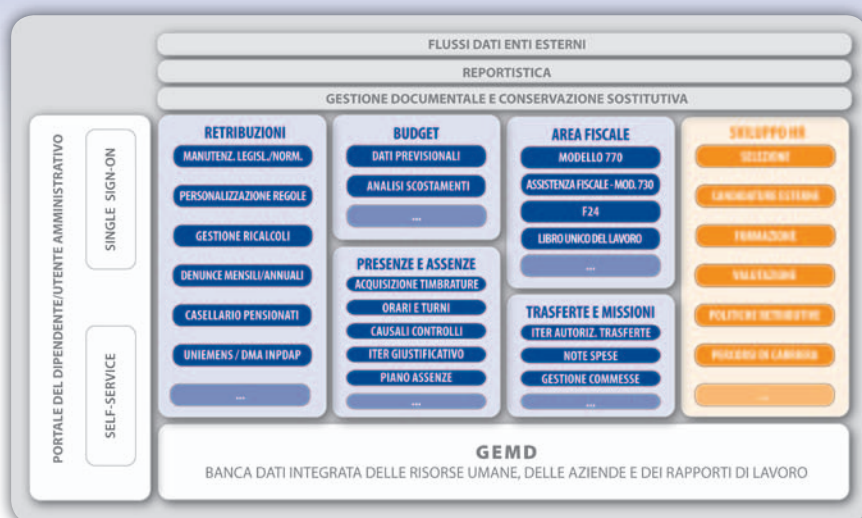 FLUSSI DATI ENTI ESTERNI
REPORTISTICA
GESTIONE DOCUMENTALE E CONSERVAZIONE SOSTITUTIVA
PORTALE DEL DIPENDENTE/UTENTE AMMINISTRATIVO
SINGLE SIGN-ON
SELF-SERVICE
RETRIBUZIONI
MANUTENZ. LEGISL./NORM.
PERSONALIZZAZIONE REGOLE
GESTIONE RICALCOLI
DENUNCE MENSILI/ANNUALI
CASELLARIO PENSIONATI
UNIEMENS / DMA INPDAP
...
BUDGET
DATI PREVISIONALI
ANALISI SCOSTAMENTI
...
PRESENZE E ASSENZE
ACQUISIZIONE TIMBRATURE
ORARI E TURNI
CAUSALI CONTROLLI
ITER GIUSTIFICATIVO
PIANO ASSENZE
...
AREA FISCALE
MODELLO 770
ASSISTENZA FISCALE - MOD. 730
F24
LIBRO UNICO DEL LAVORO
...
TRASFERTE E MISSIONI
ITER AUTORIZ. TRASFERTE
NOTE SPESE
GESTIONE COMMESSE
...
SVILUPPO HR
SELEZIONE
CANDIDATURE ESTERNE
FORMAZIONE
VALUTAZIONE
POLITICHE RETRIBUTIVE
PERCORSI DI CARRIERA
...
GEMD
BANCA DATI INTEGRATA DELLE RISORSE UMANE, DELLE AZIENDE E DEI RAPPORTI DI LAVORO